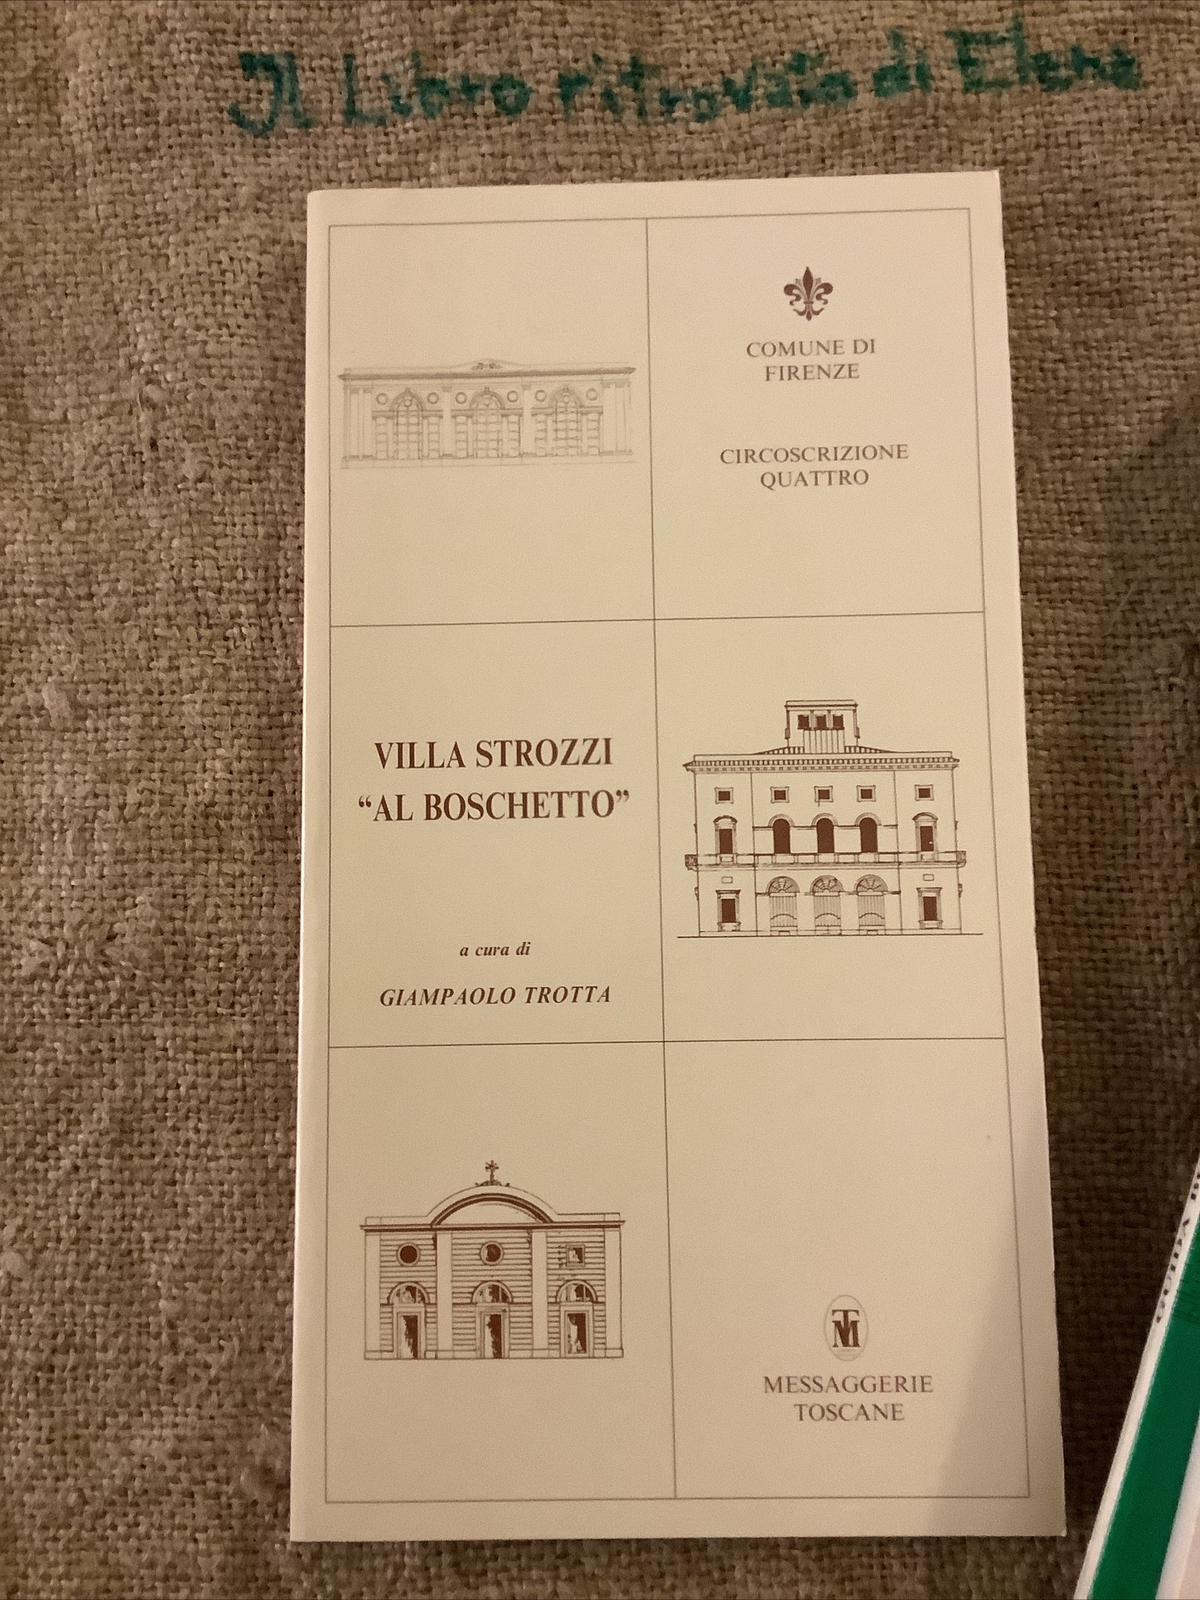 Il Libro ritrovato di Elena
COMUNE DI
FIRENZE
CIRCOSCRIZIONE
QUATTRO
VILLA STROZZI
“AL BOSCHETTO”
a cura di
GIAMPAOLO TROTTA
TM
MESSAGGERIE
TOSCANE